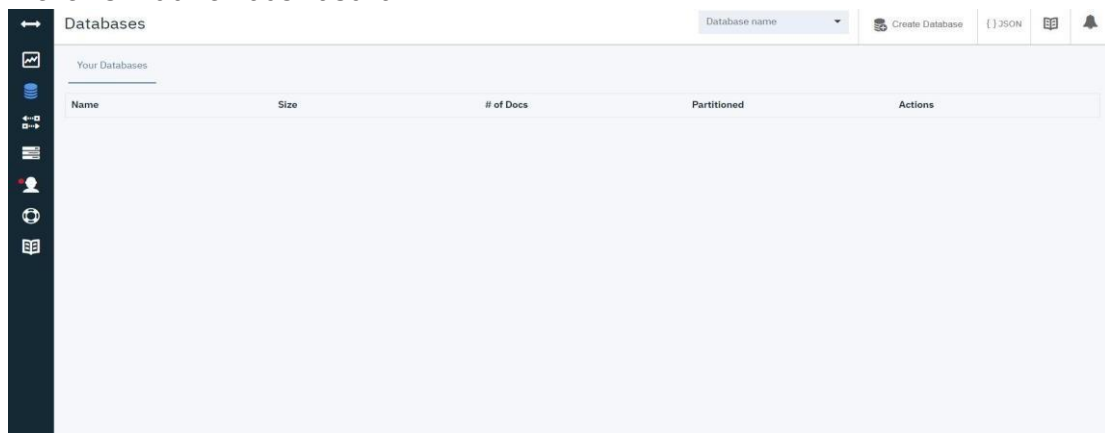 Databases
Database name
Create Database
{ } JSON
Your Databases
Name Size # of Docs Partitioned Actions